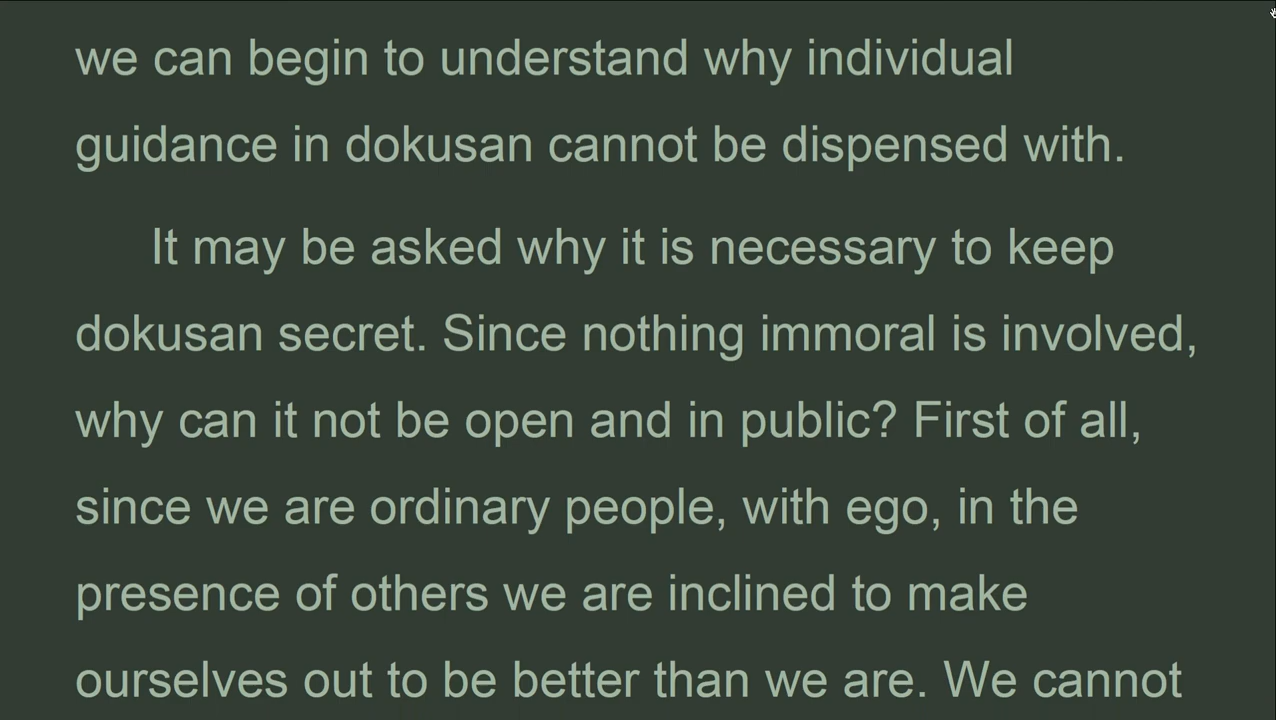 we can begin to understand why individual
guidance in dokusan cannot be dispensed with.
It may be asked why it is necessary to keep
dokusan secret. Since nothing immoral is involved,
why can it not be open and in public? First of all,
since we are ordinary people, with ego, in the
presence of others we are inclined to make
ourselves out to be better than we are. We cannot